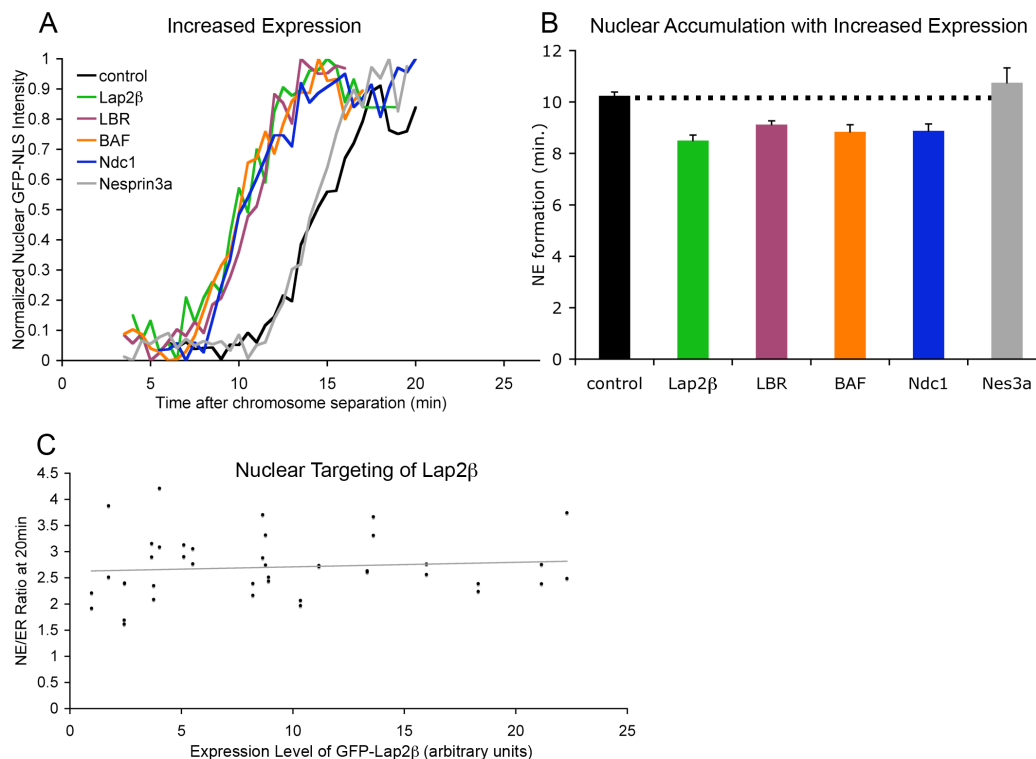 A
Increased Expression
Normalized Nuclear GFP-NLS Intensity
1
0.9
0.8
0.7
0.6
0.5
0.4
0.3
0.2
0.1
0
control
Lap2β
LBR
BAF
Ndc1
Nesprin3a
0 5 10 15 20 25
Time after chromosome separation (min)
B
Nuclear Accumulation with Increased Expression
NE formation (min.)
12
10
8
6
4
2
0
control Lap2β LBR BAF Ndc1 Nes3a
C
Nuclear Targeting of Lap2β
NE/ER Ratio at 20min
4.5
4
3.5
3
2.5
2
1.5
1
0.5
0
0 5 10 15 20 25
Expression Level of GFP-Lap2β (arbitrary units)